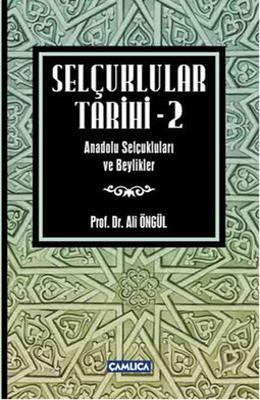 SELÇUKLULAR
TARİHİ - 2
Anadolu Selçukluları
ve Beylikler
Prof. Dr. Ali ÖNGÜL
ÇAMLICA